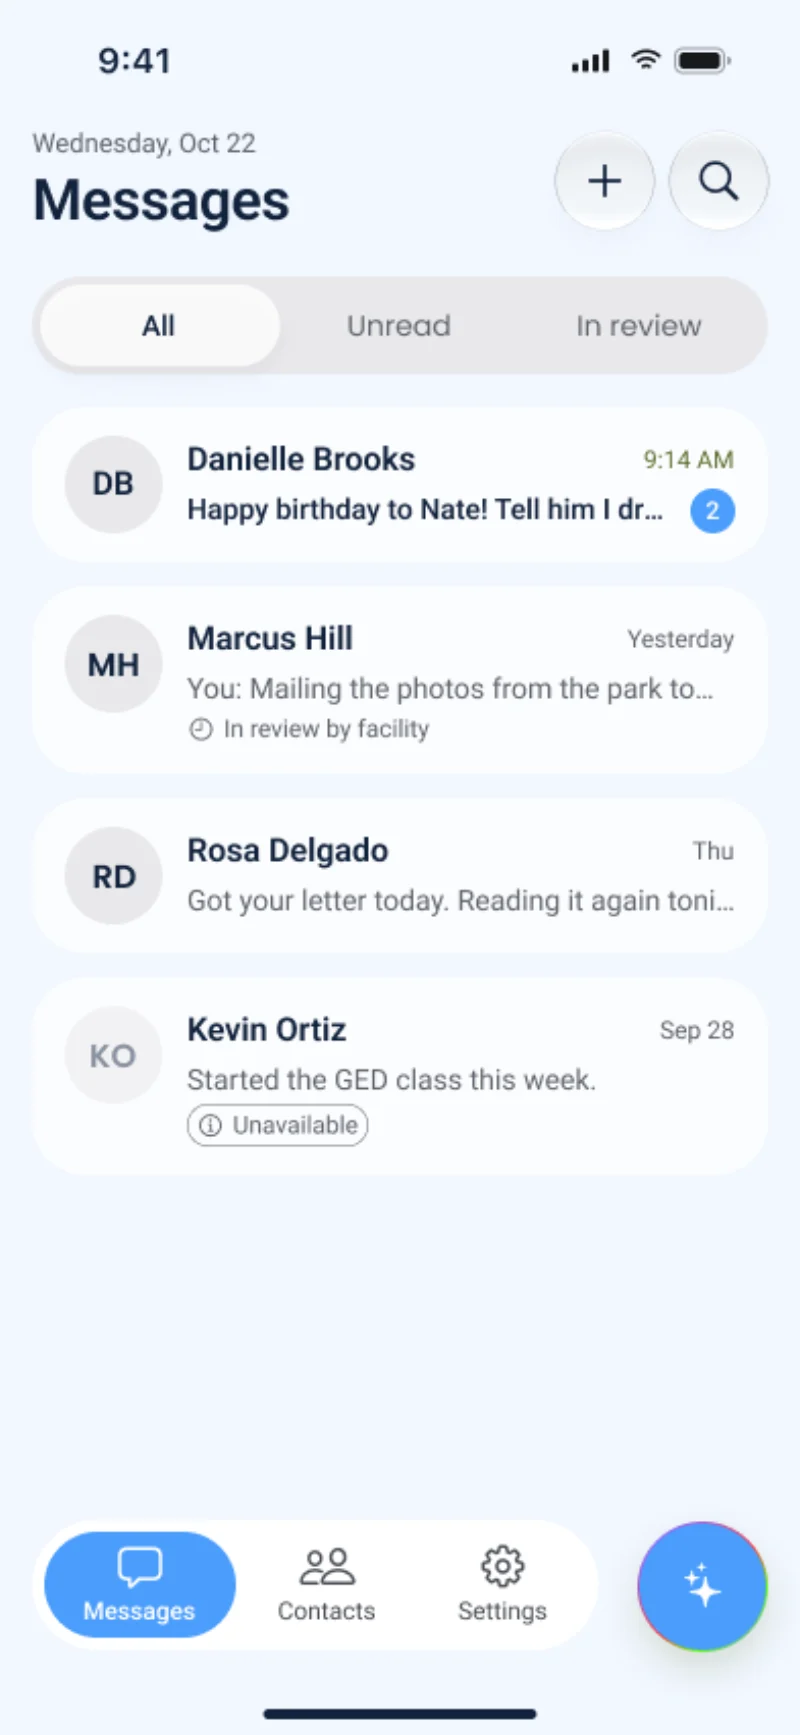 9:41
Wednesday, Oct 22
Messages
All Unread In review
DB Danielle Brooks 9:14 AM
Happy birthday to Nate! Tell him I dr... 2
MH Marcus Hill Yesterday
You: Mailing the photos from the park to...
In review by facility
RD Rosa Delgado Thu
Got your letter today. Reading it again toni...
KO Kevin Ortiz Sep 28
Started the GED class this week.
Unavailable
Messages Contacts Settings